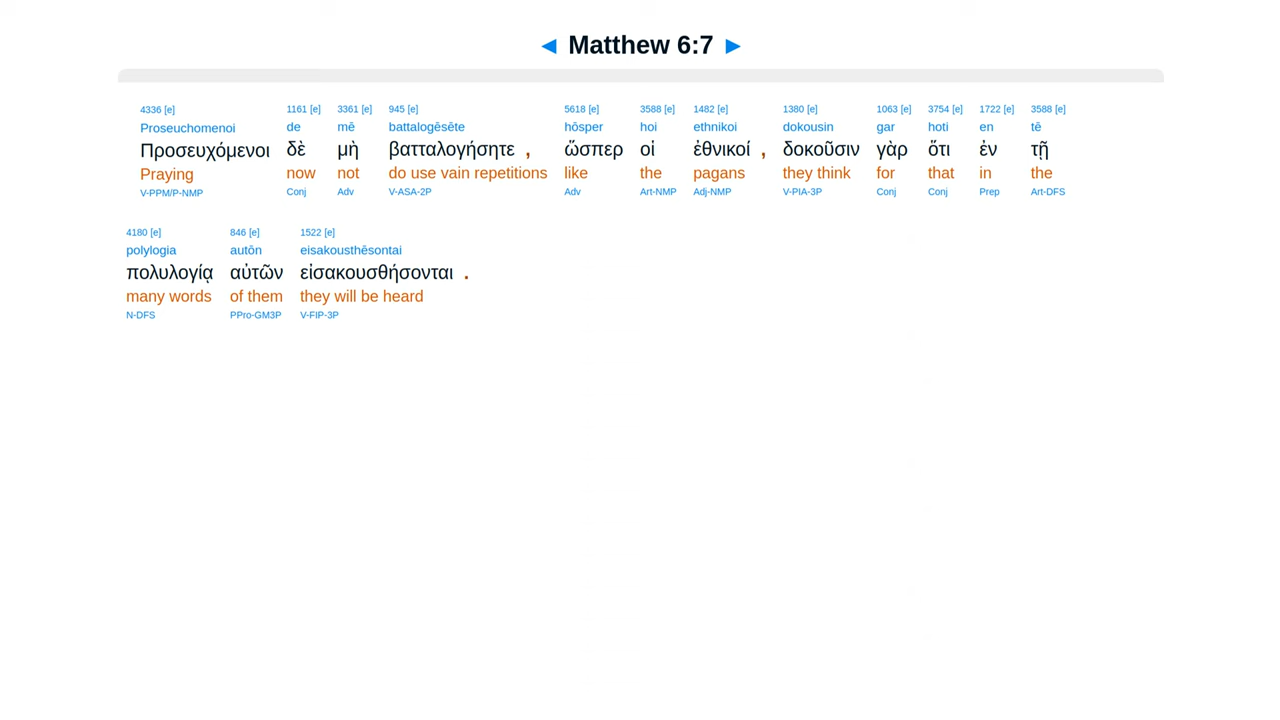 ◄ Matthew 6:7 ►
4336 [e] 1161 [e] 3361 [e] 945 [e] 5618 [e] 3588 [e] 1482 [e] 1380 [e] 1063 [e] 3754 [e] 1722 [e] 3588 [e]
Proseuchomenoi de mē battalogēsēte hōsper hoi ethnikoi dokousin gar hoti en tē
Προσευχόμενοι δὲ μὴ βατταλογήσητε , ὥσπερ οἱ ἐθνικοί , δοκοῦσιν γὰρ ὅτι ἐν τῇ
Praying now not do use vain repetitions like the pagans they think for that in the
V-PPM/P-NMP Conj Adv V-ASA-2P Adv Art-NMP Adj-NMP V-PIA-3P Conj Conj Prep Art-DFS
4180 [e] 846 [e] 1522 [e]
polylogia autōn eisakousthēsontai
πολυλογίᾳ αὐτῶν εἰσακουσθήσονται .
many words of them they will be heard
N-DFS PPro-GM3P V-FIP-3P